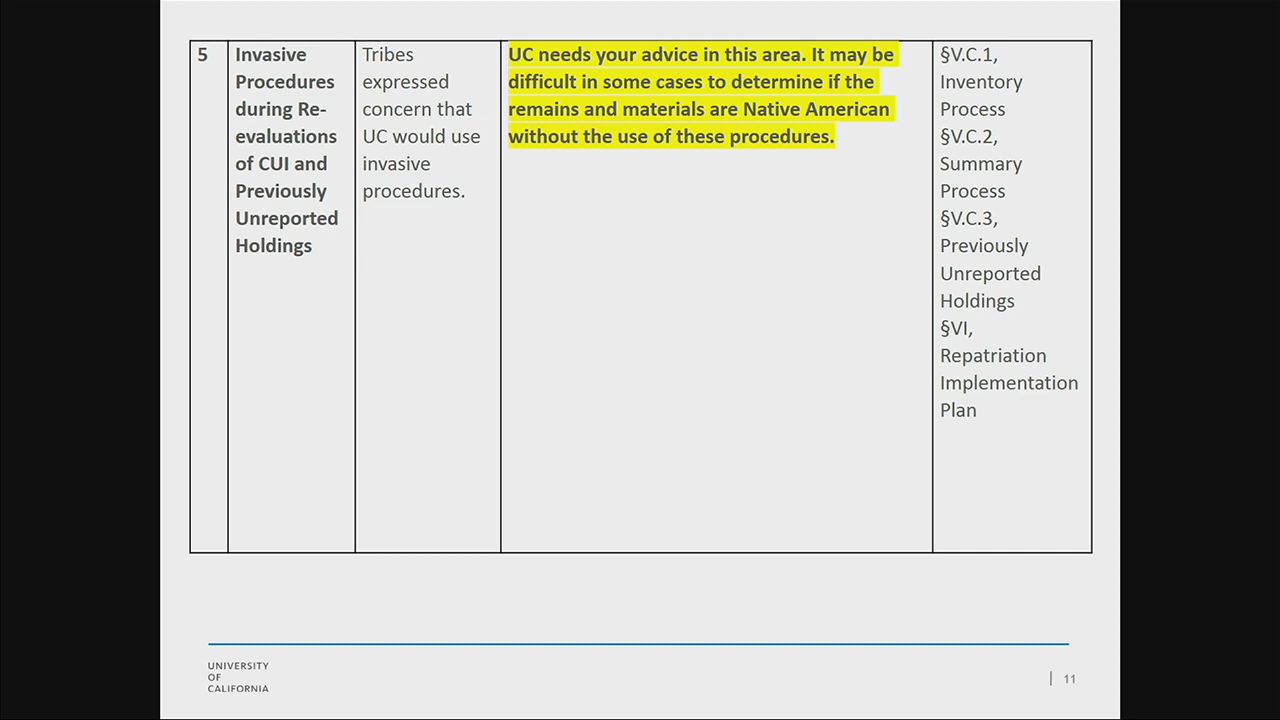 5
Invasive
Procedures
during Re-
evaluations
of CUI and
Previously
Unreported
Holdings
Tribes
expressed
concern that
UC would use
invasive
procedures.
UC needs your advice in this area. It may be
difficult in some cases to determine if the
remains and materials are Native American
without the use of these procedures.
§V.C.1,
Inventory
Process
§V.C.2,
Summary
Process
§V.C.3,
Previously
Unreported
Holdings
§VI,
Repatriation
Implementation
Plan
UNIVERSITY
OF
CALIFORNIA
| 11